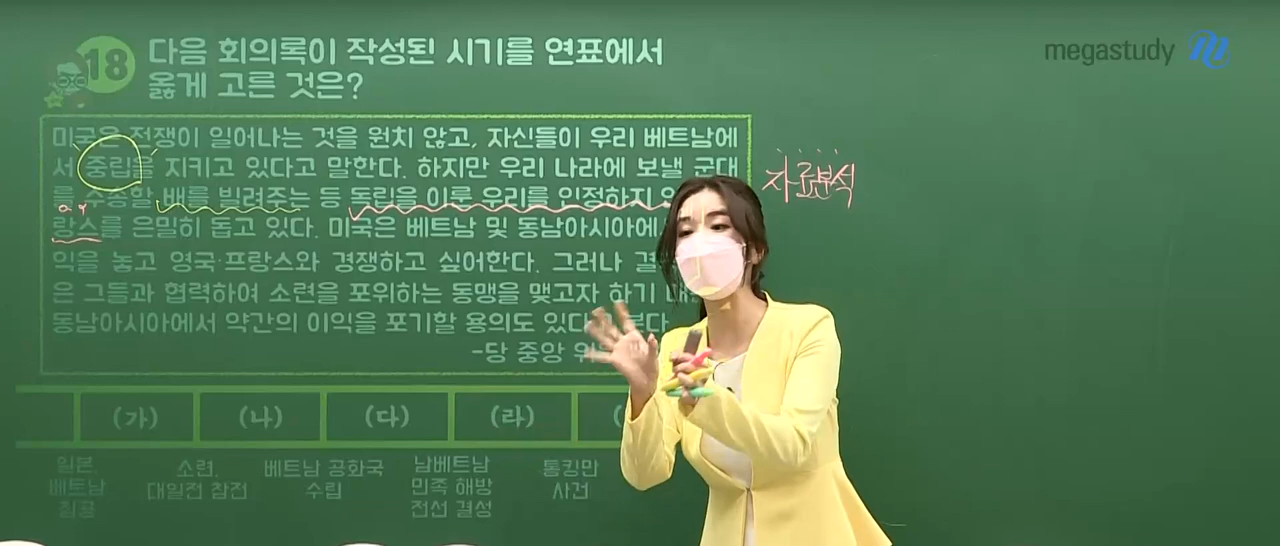 megastudy
18 다음 회의록이 작성된 시기를 연표에서
옳게 고른 것은?
미국은 전쟁이 일어나는 것을 원치 않고, 자신들이 우리 베트남에
서 중립을 지키고 있다고 말한다. 하지만 우리 나라에 보낼 군대
자료분석
를 수송할 배를 빌려주는 등 독립을 이룬 우리를 인정하지
랑스를 은밀히 돕고 있다. 미국은 베트남 및 동남아시아에
익을 놓고 영국·프랑스와 경쟁하고 싶어한다. 그러나
은 그들과 협력하여 소련을 포위하는 동맹을 맺고자 하기
동남아시아에서 약간의 이익을 포기할 용의도 있다
-당 중앙
(가) (나) (다) (라)
일본, 소련, 베트남 공화국 남베트남 통킹만
베트남 대일전 참전 수립 민족 해방 사건
침공 전선 결성